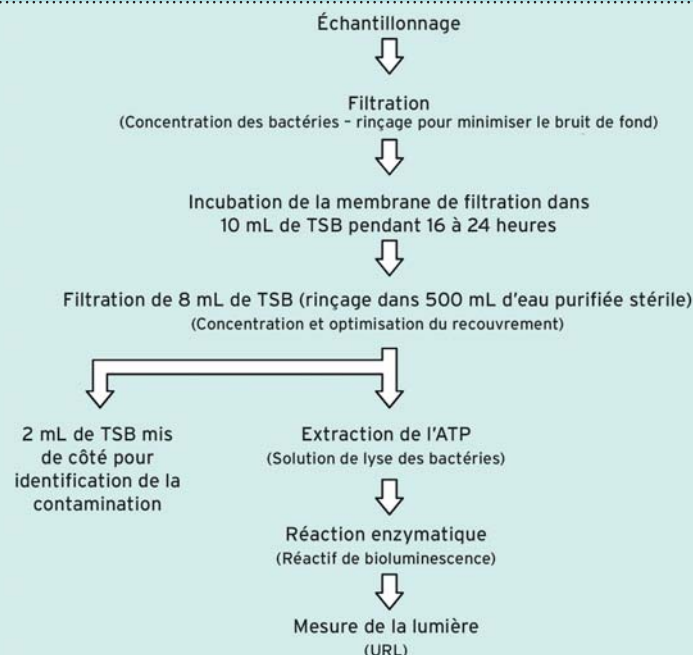 Échantillonnage
Filtration
(Concentration des bactéries – rinçage pour minimiser le bruit de fond)
Incubation de la membrane de filtration dans
10 mL de TSB pendant 16 à 24 heures
Filtration de 8 mL de TSB (rinçage dans 500 mL d'eau purifiée stérile)
(Concentration et optimisation du recouvrement)
2 mL de TSB mis
de côté pour
identification de la
contamination
Extraction de l'ATP
(Solution de lyse des bactéries)
Réaction enzymatique
(Réactif de bioluminescence)
Mesure de la lumière
(URL)